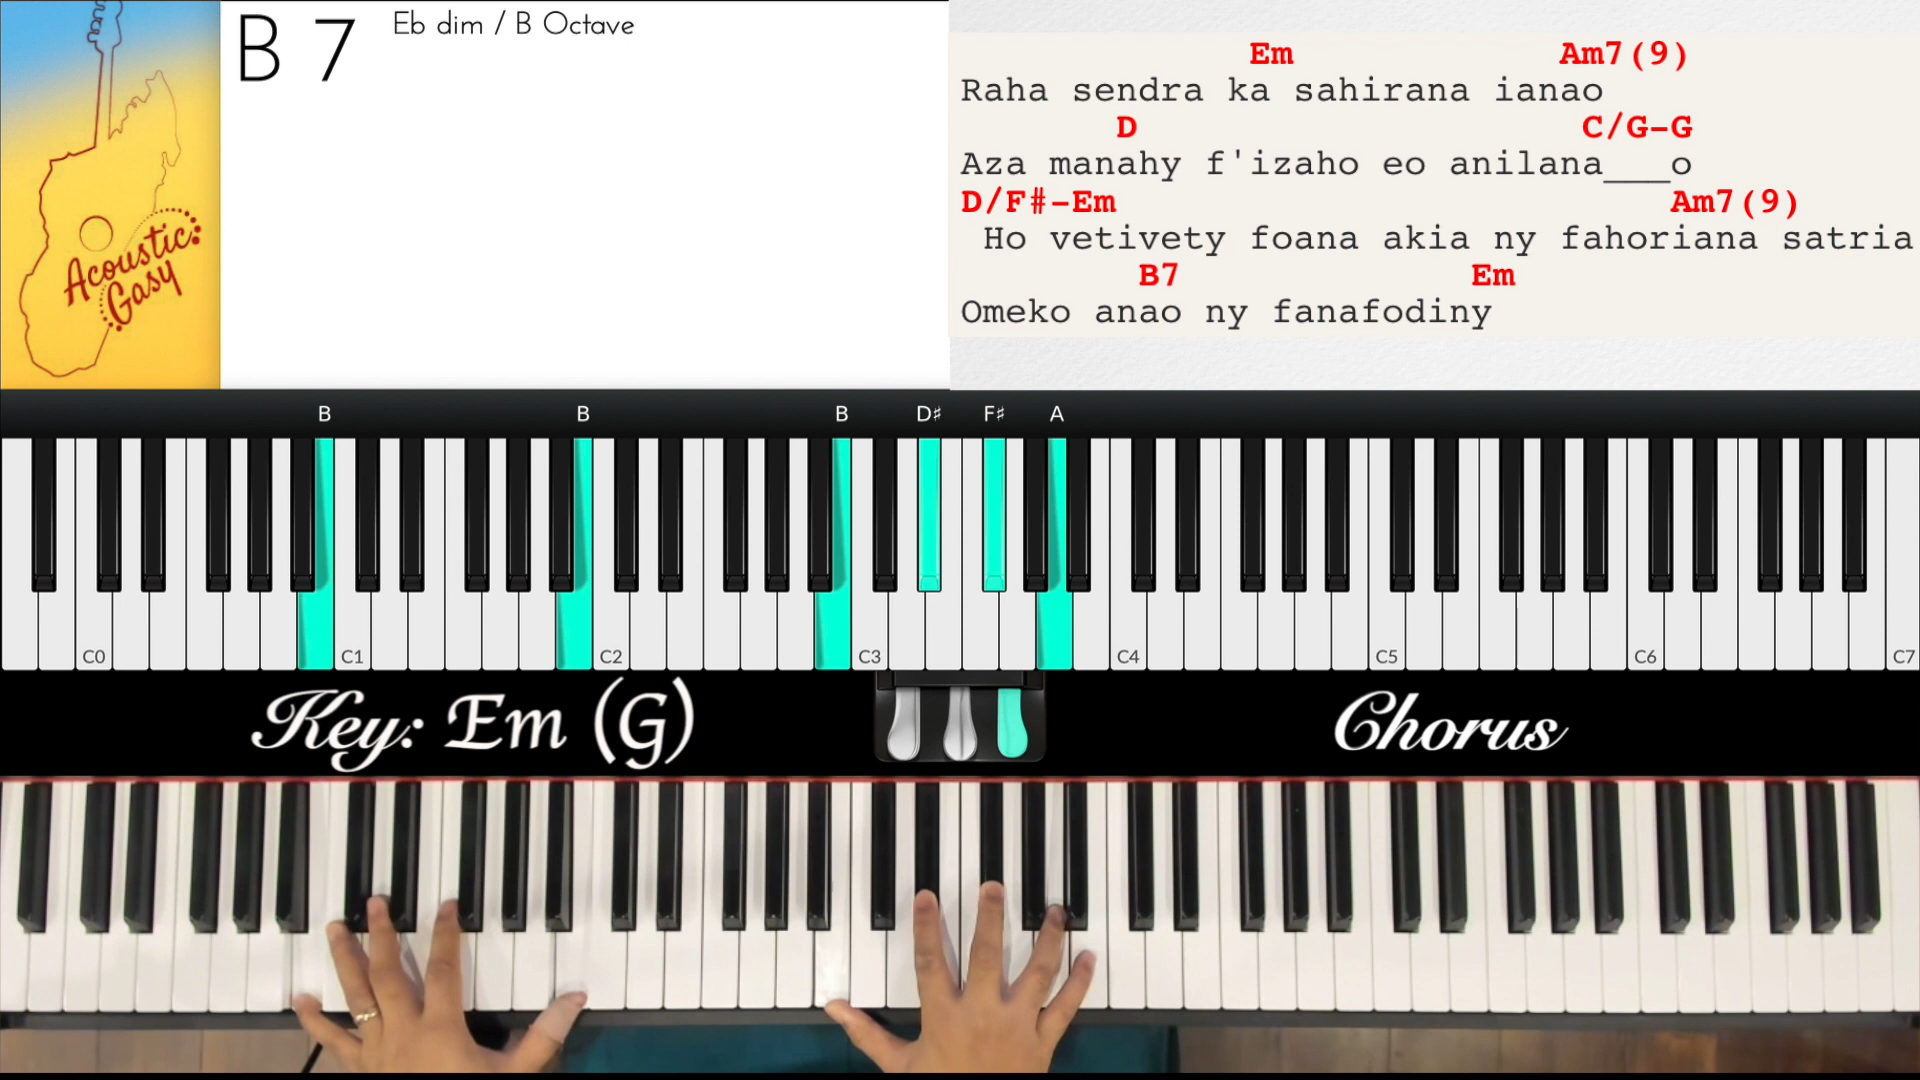 B 7
Eb dim / B Octave
Acoustic
Gasy
Em Am7(9)
Raha sendra ka sahirana ianao
D C/G-G
Aza manahy f'izaho eo anilana___o
D/F#-Em Am7(9)
Ho vetivety foana akia ny fahoriana satria
B7 Em
Omeko anao ny fanafodiny
B B B D♯ F♯ A
C0 C1 C2 C3 C4 C5 C6 C7
Key: Em (G)
Chorus